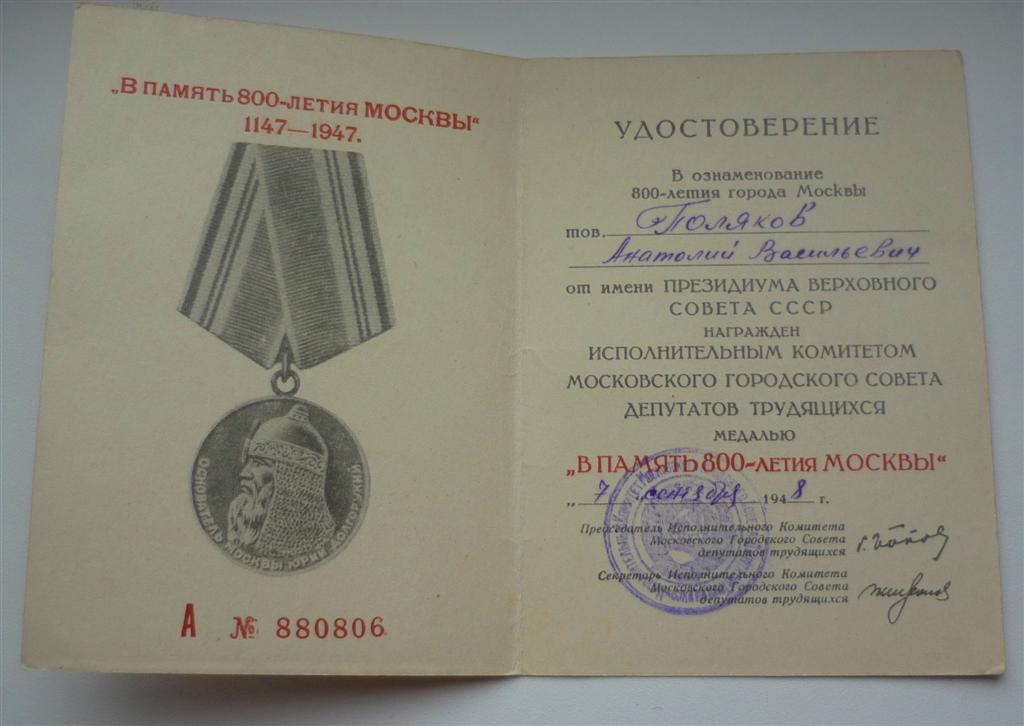 „В ПАМЯТЬ 800-ЛЕТИЯ МОСКВЫ“
1147—1947.
ОСНОВАТЕЛЬ МОСКВЫ ЮРИЙ ДОЛГОРУКИЙ
А № 880806
УДОСТОВЕРЕНИЕ
В ознаменование
800-летия города Москвы
тов. Поляков
Анатолий Васильевич
от имени ПРЕЗИДИУМА ВЕРХОВНОГО
СОВЕТА СССР
НАГРАЖДЕН
ИСПОЛНИТЕЛЬНЫМ КОМИТЕТОМ
МОСКОВСКОГО ГОРОДСКОГО СОВЕТА
ДЕПУТАТОВ ТРУДЯЩИХСЯ
МЕДАЛЬЮ
„В ПАМЯТЬ 800-ЛЕТИЯ МОСКВЫ“
„ 7 " сентября 1948 г.
Председатель Исполнительного Комитета
Московского Городского Совета
депутатов трудящихся
Г. Попов
Секретарь Исполнительного Комитета
Московского Городского Совета
депутатов трудящихся